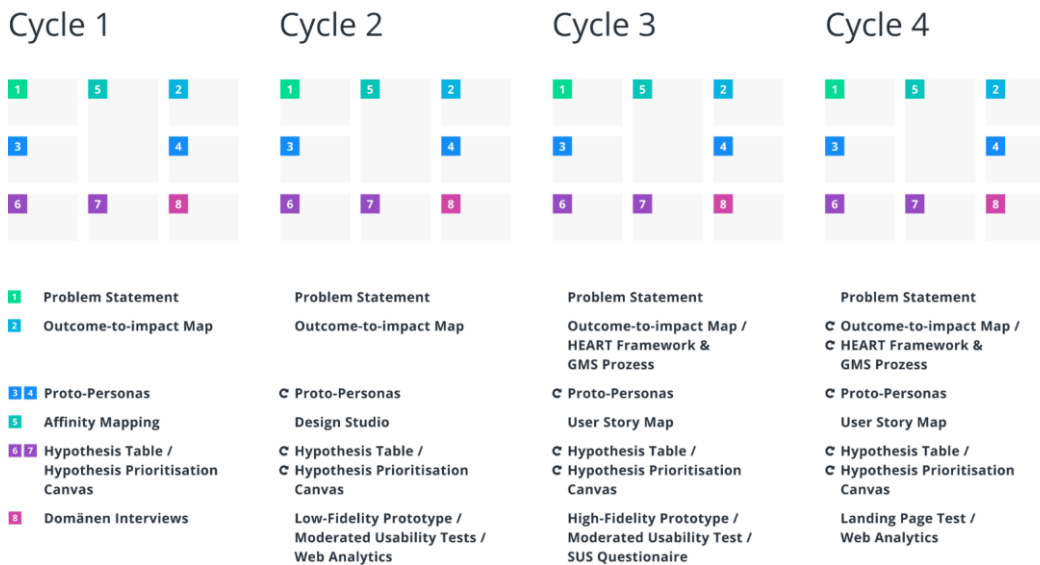 Cycle 1
Cycle 2
Cycle 3
Cycle 4
1 5 2
1 5 2
1 5 2
1 5 2
3 4
3 4
3 4
3 4
6 7 8
6 7 8
6 7 8
6 7 8
1 Problem Statement
2 Outcome-to-impact Map
3 4 Proto-Personas
5 Affinity Mapping
6 7 Hypothesis Table /
Hypothesis Prioritisation
Canvas
8 Domänen Interviews
Problem Statement
Outcome-to-impact Map
Proto-Personas
Design Studio
Hypothesis Table /
Hypothesis Prioritisation
Canvas
Low-Fidelity Prototype /
Moderated Usability Tests /
Web Analytics
Problem Statement
Outcome-to-impact Map /
HEART Framework &
GMS Prozess
Proto-Personas
User Story Map
Hypothesis Table /
Hypothesis Prioritisation
Canvas
High-Fidelity Prototype /
Moderated Usability Test /
SUS Questionaire
Problem Statement
Outcome-to-impact Map /
HEART Framework &
GMS Prozess
Proto-Personas
User Story Map
Hypothesis Table /
Hypothesis Prioritisation
Canvas
Landing Page Test /
Web Analytics